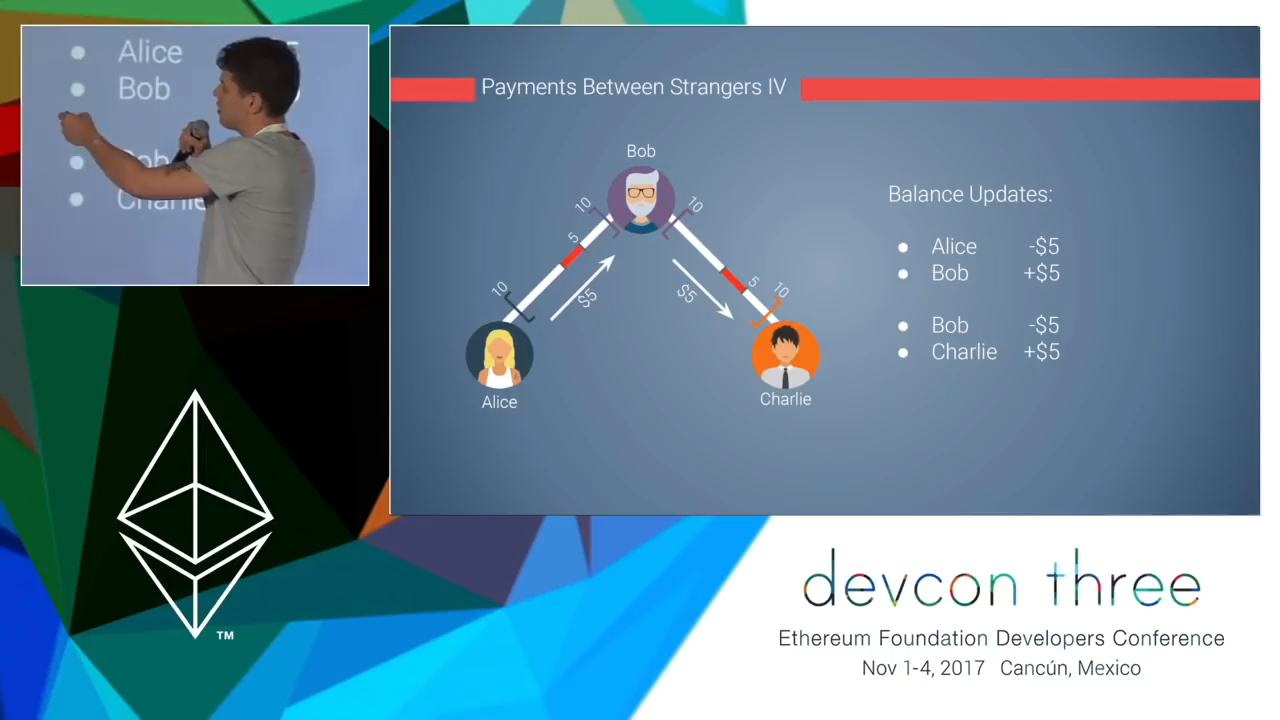 Alice
Bob
Payments Between Strangers IV
Bob
10
10
5
10
$5
$5
5
10
Alice
Charlie
Balance Updates:
Alice -$5
Bob +$5
Bob -$5
Charlie +$5
TM
devcon three
Ethereum Foundation Developers Conference
Nov 1-4, 2017 Cancún, Mexico